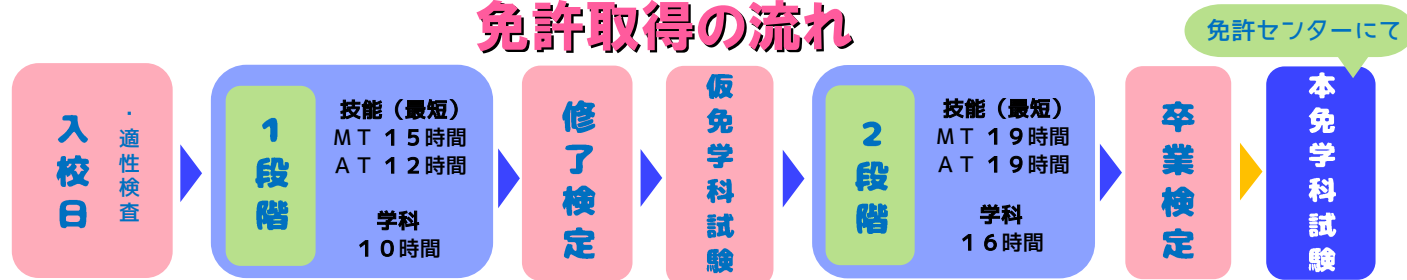 免許取得の流れ
免許センターにて
入校日
・適性検査
1段階
技能（最短）
ＭＴ １５時間
ＡＴ １２時間
学科
１０時間
修了検定
仮免学科試験
2段階
技能（最短）
ＭＴ １９時間
ＡＴ １９時間
学科
１６時間
卒業検定
本免学科試験